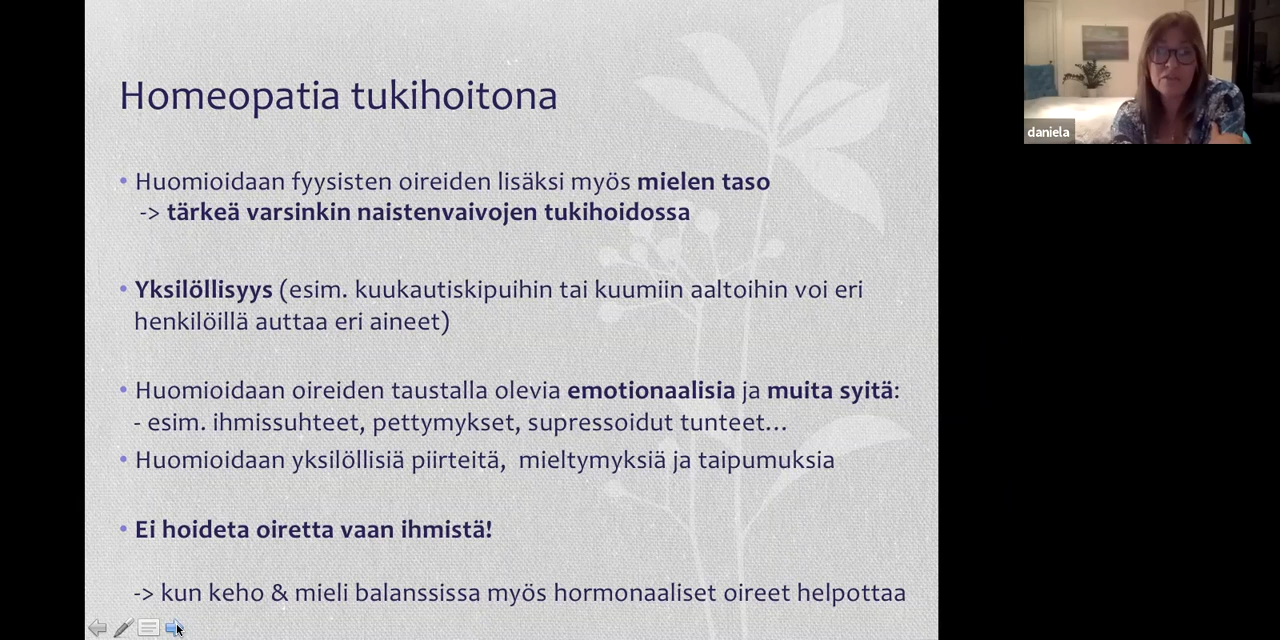 Homeopatia tukihoitona
• Huomioidaan fyysisten oireiden lisäksi myös mielen taso
-> tärkeä varsinkin naistenvaivojen tukihoidossa
• Yksilöllisyys (esim. kuukautiskipuihin tai kuumiin aaltoihin voi eri
henkilöillä auttaa eri aineet)
• Huomioidaan oireiden taustalla olevia emotionaalisia ja muita syitä:
- esim. ihmissuhteet, pettymykset, supressoidut tunteet...
• Huomioidaan yksilöllisiä piirteitä,  mieltymyksiä ja taipumuksia
• Ei hoideta oiretta vaan ihmistä!
-> kun keho & mieli balanssissa myös hormonaaliset oireet helpottaa
daniela